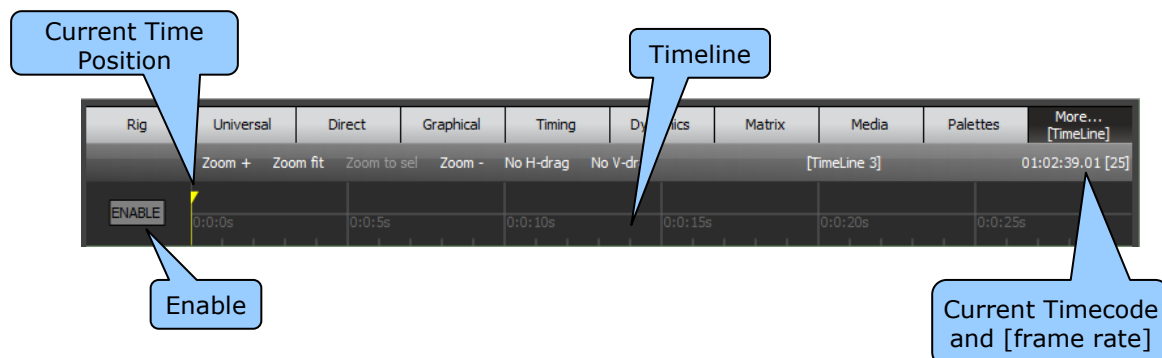 Current Time
Position
Timeline
Rig Universal Direct Graphical Timing Matrix Media Palettes More...
[TimeLine]
Zoom + Zoom fit Zoom to sel Zoom - No H-drag No [TimeLine 3] 01:02:39.01 [25]
ENABLE 0:0:0s 0:0:5s 0:0:10s 0:0:15s 0:0:20s 0:0:25s
Enable
Current Timecode
and [frame rate]